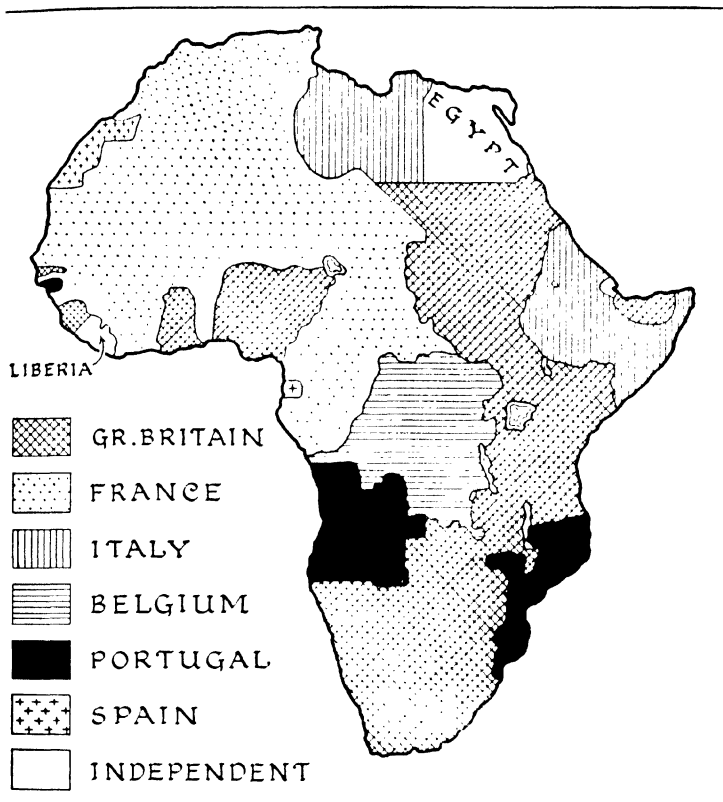 EGYPT
LIBERIA
GR. BRITAIN
FRANCE
ITALY
BELGIUM
PORTUGAL
SPAIN
INDEPENDENT